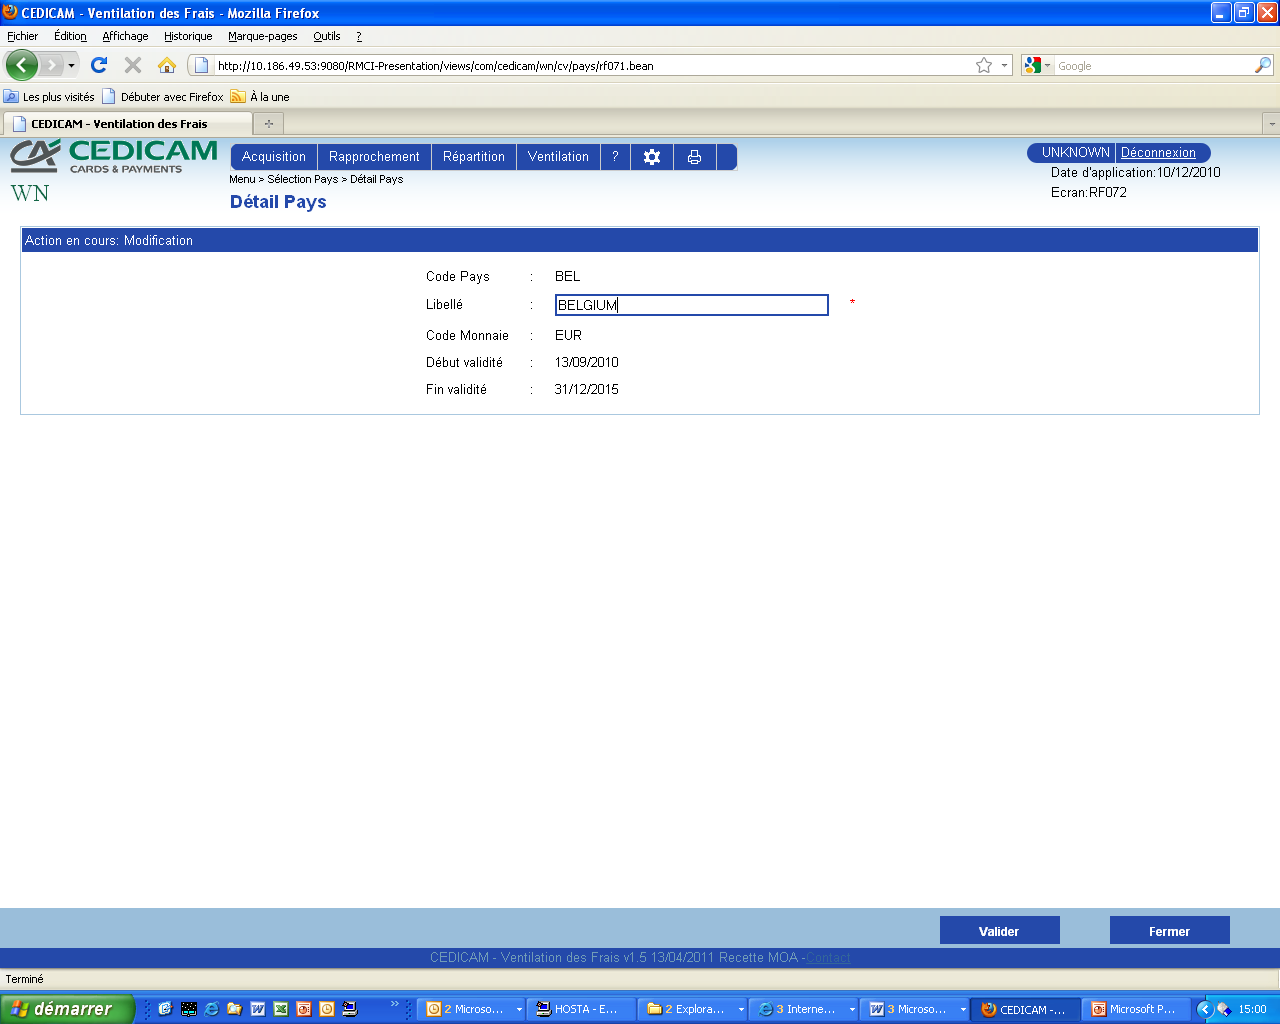 CEDICAM - Ventilation des Frais - Mozilla Firefox
Fichier Édition Affichage Historique Marque-pages Outils ?
http://10.186.49.53:9080/RMCI-Presentation/views/com/cedicam/wn/cv/pays/rf071.bean
Google
Les plus visités Débuter avec Firefox À la une
CEDICAM - Ventilation des Frais
CEDICAM
CARDS & PAYMENTS
WN
Acquisition Rapprochement Répartition Ventilation ?
UNKNOWN Déconnexion
Menu > Sélection Pays > Détail Pays
Date d'application:10/12/2010
Ecran:RF072
Détail Pays
Action en cours: Modification
Code Pays : BEL
Libellé : BELGIUM *
Code Monnaie : EUR
Début validité : 13/09/2010
Fin validité : 31/12/2015
Valider Fermer
CEDICAM - Ventilation des Frais v1.5 13/04/2011 Recette MOA -Contact
Terminé
démarrer 2 Microso... HOSTA - E... 2 Explora... 3 Interne... 3 Microso... CEDICAM -... Microsoft P... 15:00